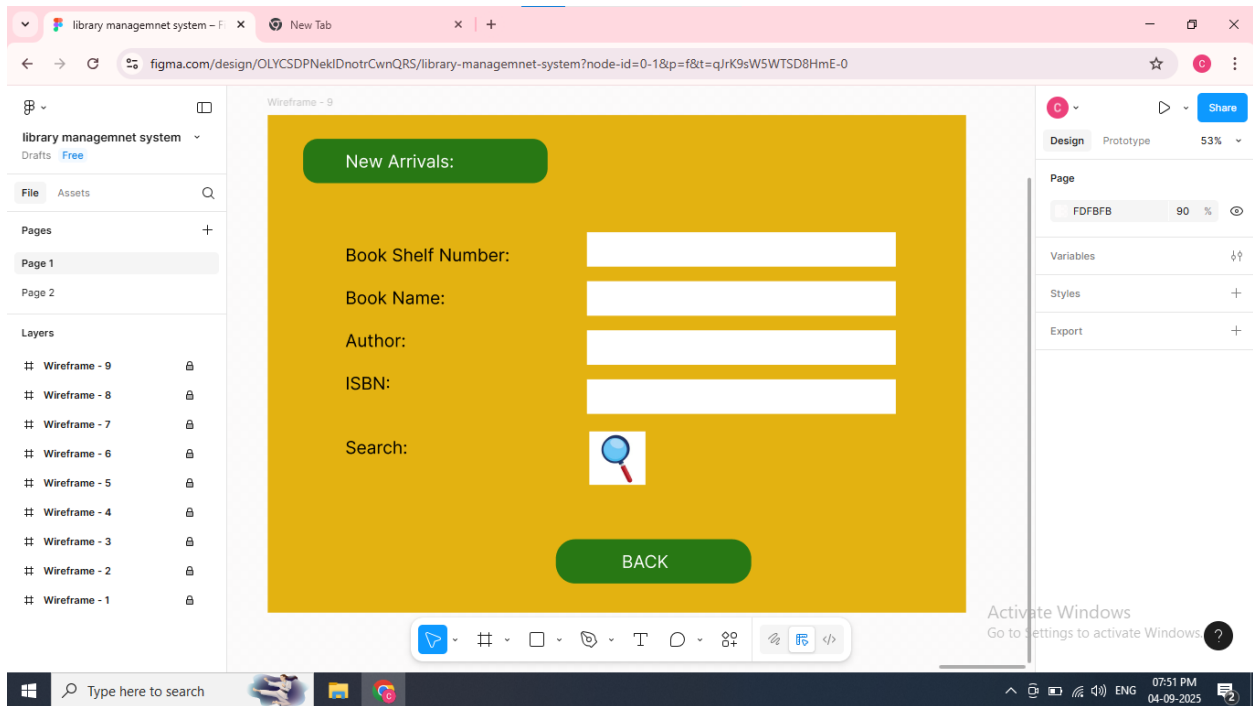 library managemnet system – Fi
New Tab
figma.com/design/OLYCSDPNekIDnotrCwnQRS/library-managemnet-system?node-id=0-1&p=f&t=qJrK9sW5WTSD8HmE-0
C
library managemnet system
Drafts Free
File Assets
Pages
Page 1
Page 2
Layers
Wireframe - 9
Wireframe - 8
Wireframe - 7
Wireframe - 6
Wireframe - 5
Wireframe - 4
Wireframe - 3
Wireframe - 2
Wireframe - 1
Wireframe - 9
New Arrivals:
Book Shelf Number:
Book Name:
Author:
ISBN:
Search:
BACK
C
Share
Design Prototype 53%
Page
FDFBFB 90 %
Variables
Styles
Export
Activate Windows
Go to Settings to activate Windows.
?
T
Type here to search
C
ENG
07:51 PM
04-09-2025
2